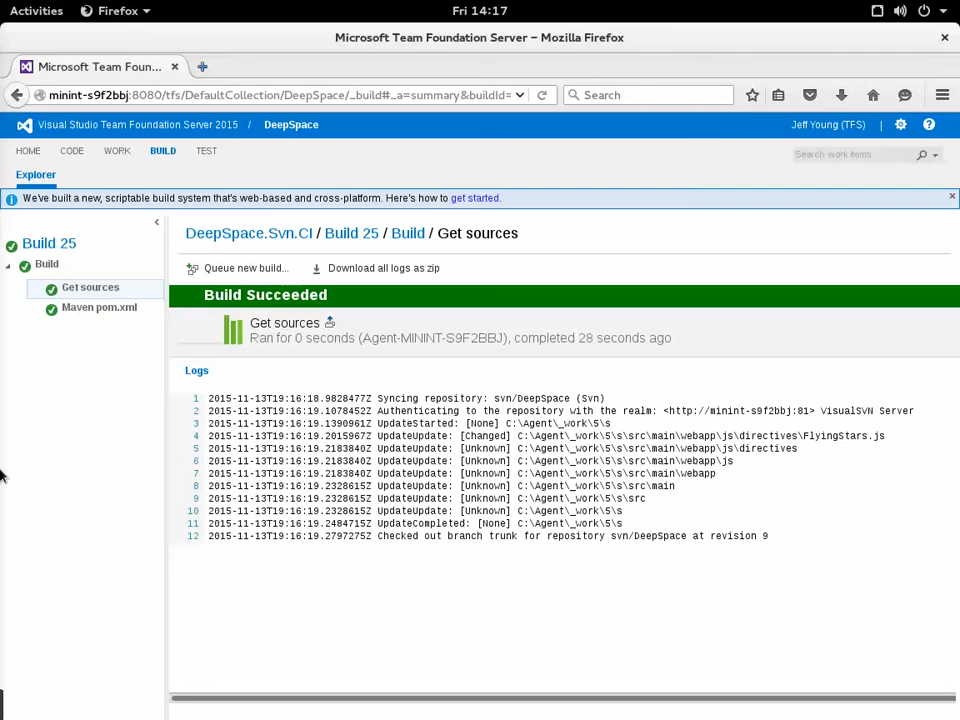 Activities Firefox Fri 14:17
Microsoft Team Foundation Server – Mozilla Firefox
Microsoft Team Foun...
minint-s9f2bbj:8080/tfs/DefaultCollection/DeepSpace/_build#_a=summary&buildId= Search
Visual Studio Team Foundation Server 2015 / DeepSpace Jeff Young (TFS) |
HOME CODE WORK BUILD TEST Search work items
Explorer
We've built a new, scriptable build system that's web-based and cross-platform. Here's how to get started.
Build 25
Build
Get sources
Maven pom.xml
DeepSpace.Svn.CI / Build 25 / Build / Get sources
Queue new build... Download all logs as zip
Build Succeeded
Get sources
Ran for 0 seconds (Agent-MININT-S9F2BBJ), completed 28 seconds ago
Logs
1 2015-11-13T19:16:18.9828477Z Syncing repository: svn/DeepSpace (Svn)
2 2015-11-13T19:16:19.1078452Z Authenticating to the repository with the realm: <http://minint-s9f2bbj:81> VisualSVN Server
3 2015-11-13T19:16:19.1390961Z UpdateStarted: [None] C:\Agent\_work\5\s
4 2015-11-13T19:16:19.2015967Z UpdateUpdate: [Changed] C:\Agent\_work\5\s\src\main\webapp\js\directives\FlyingStars.js
5 2015-11-13T19:16:19.2183840Z UpdateUpdate: [Unknown] C:\Agent\_work\5\s\src\main\webapp\js\directives
6 2015-11-13T19:16:19.2183840Z UpdateUpdate: [Unknown] C:\Agent\_work\5\s\src\main\webapp\js
7 2015-11-13T19:16:19.2183840Z UpdateUpdate: [Unknown] C:\Agent\_work\5\s\src\main\webapp
8 2015-11-13T19:16:19.2328615Z UpdateUpdate: [Unknown] C:\Agent\_work\5\s\src\main
9 2015-11-13T19:16:19.2328615Z UpdateUpdate: [Unknown] C:\Agent\_work\5\s\src
10 2015-11-13T19:16:19.2328615Z UpdateUpdate: [Unknown] C:\Agent\_work\5\s
11 2015-11-13T19:16:19.2484715Z UpdateCompleted: [None] C:\Agent\_work\5\s
12 2015-11-13T19:16:19.2797275Z Checked out branch trunk for repository svn/DeepSpace at revision 9